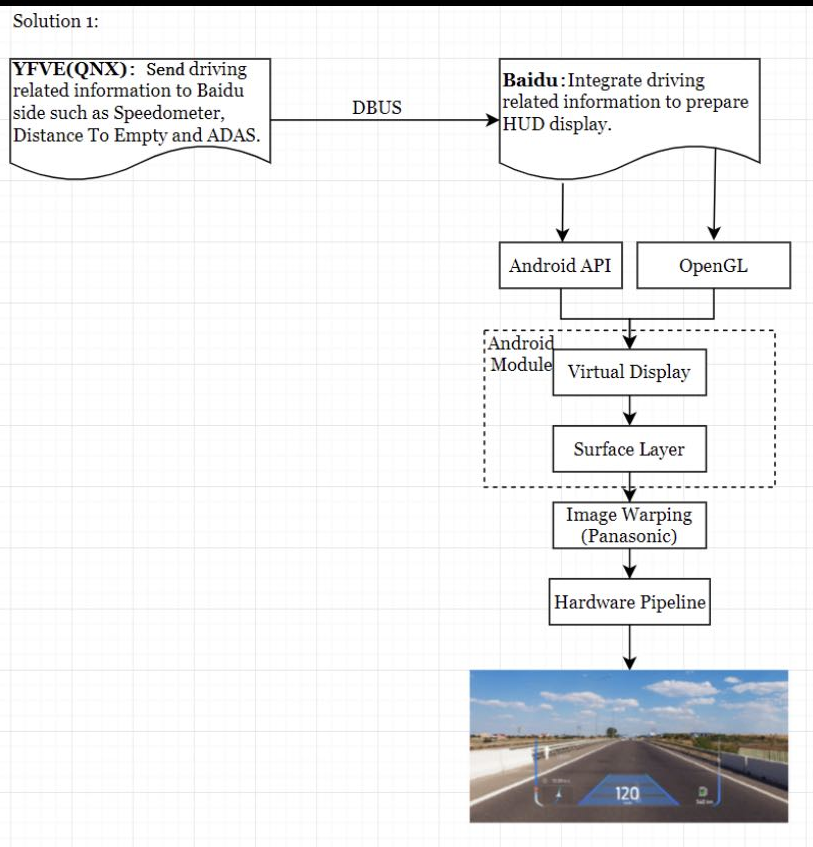 Solution 1:
YFVE(QNX): Send driving
related information to Baidu
side such as Speedometer,
Distance To Empty and ADAS.
DBUS
Baidu:Integrate driving
related information to prepare
HUD display.
Android API
OpenGL
Android
Module
Virtual Display
Surface Layer
Image Warping
(Panasonic)
Hardware Pipeline
120